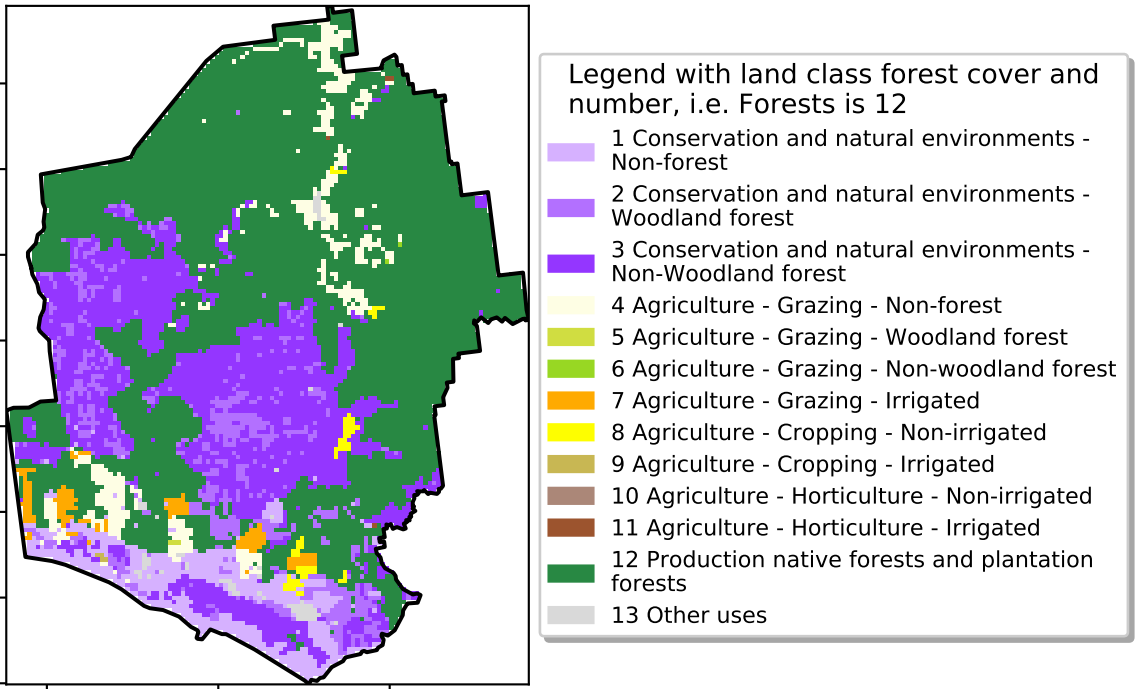 Legend with land class forest cover and
number, i.e. Forests is 12
1 Conservation and natural environments -
Non-forest
2 Conservation and natural environments -
Woodland forest
3 Conservation and natural environments -
Non-Woodland forest
4 Agriculture - Grazing - Non-forest
5 Agriculture - Grazing - Woodland forest
6 Agriculture - Grazing - Non-woodland forest
7 Agriculture - Grazing - Irrigated
8 Agriculture - Cropping - Non-irrigated
9 Agriculture - Cropping - Irrigated
10 Agriculture - Horticulture - Non-irrigated
11 Agriculture - Horticulture - Irrigated
12 Production native forests and plantation
forests
13 Other uses